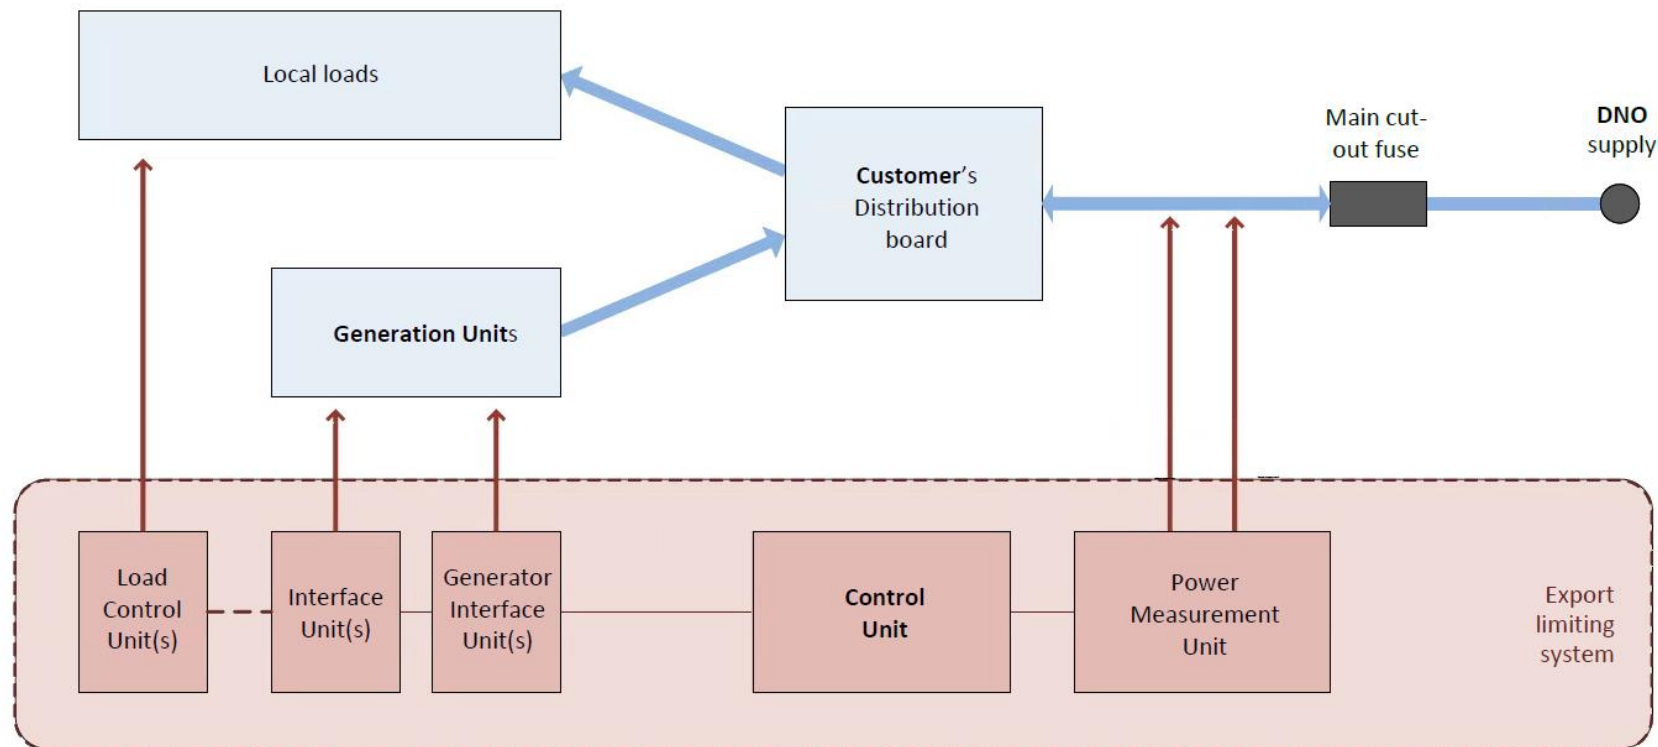 Local loads
Main cut-
out fuse
DNO
supply
Customer's
Distribution
board
Generation Units
Load
Control
Unit(s)
Interface
Unit(s)
Generator
Interface
Unit(s)
Control
Unit
Power
Measurement
Unit
Export
limiting
system